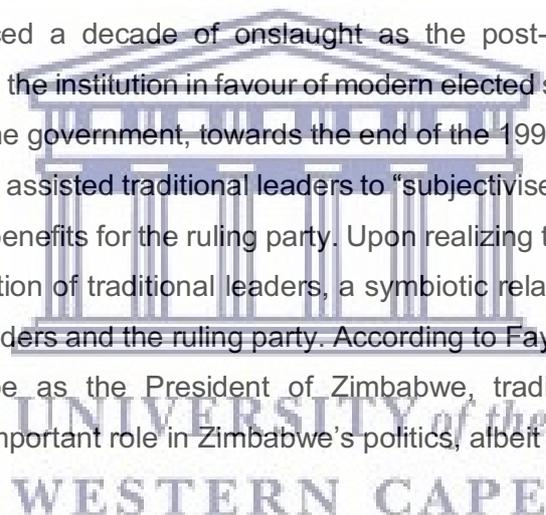 ced a decade of onslaught as the post-
the institution in favour of modern elected s
ne government, towards the end of the 199
assisted traditional leaders to “subjectivise
benefits for the ruling party. Upon realizing t
tion of traditional leaders, a symbiotic rela
ders and the ruling party. According to Fay
be as the President of Zimbabwe, trad
UNIVERSITY of the
mportant role in Zimbabwe’s politics, albeit
WESTERN CAPE